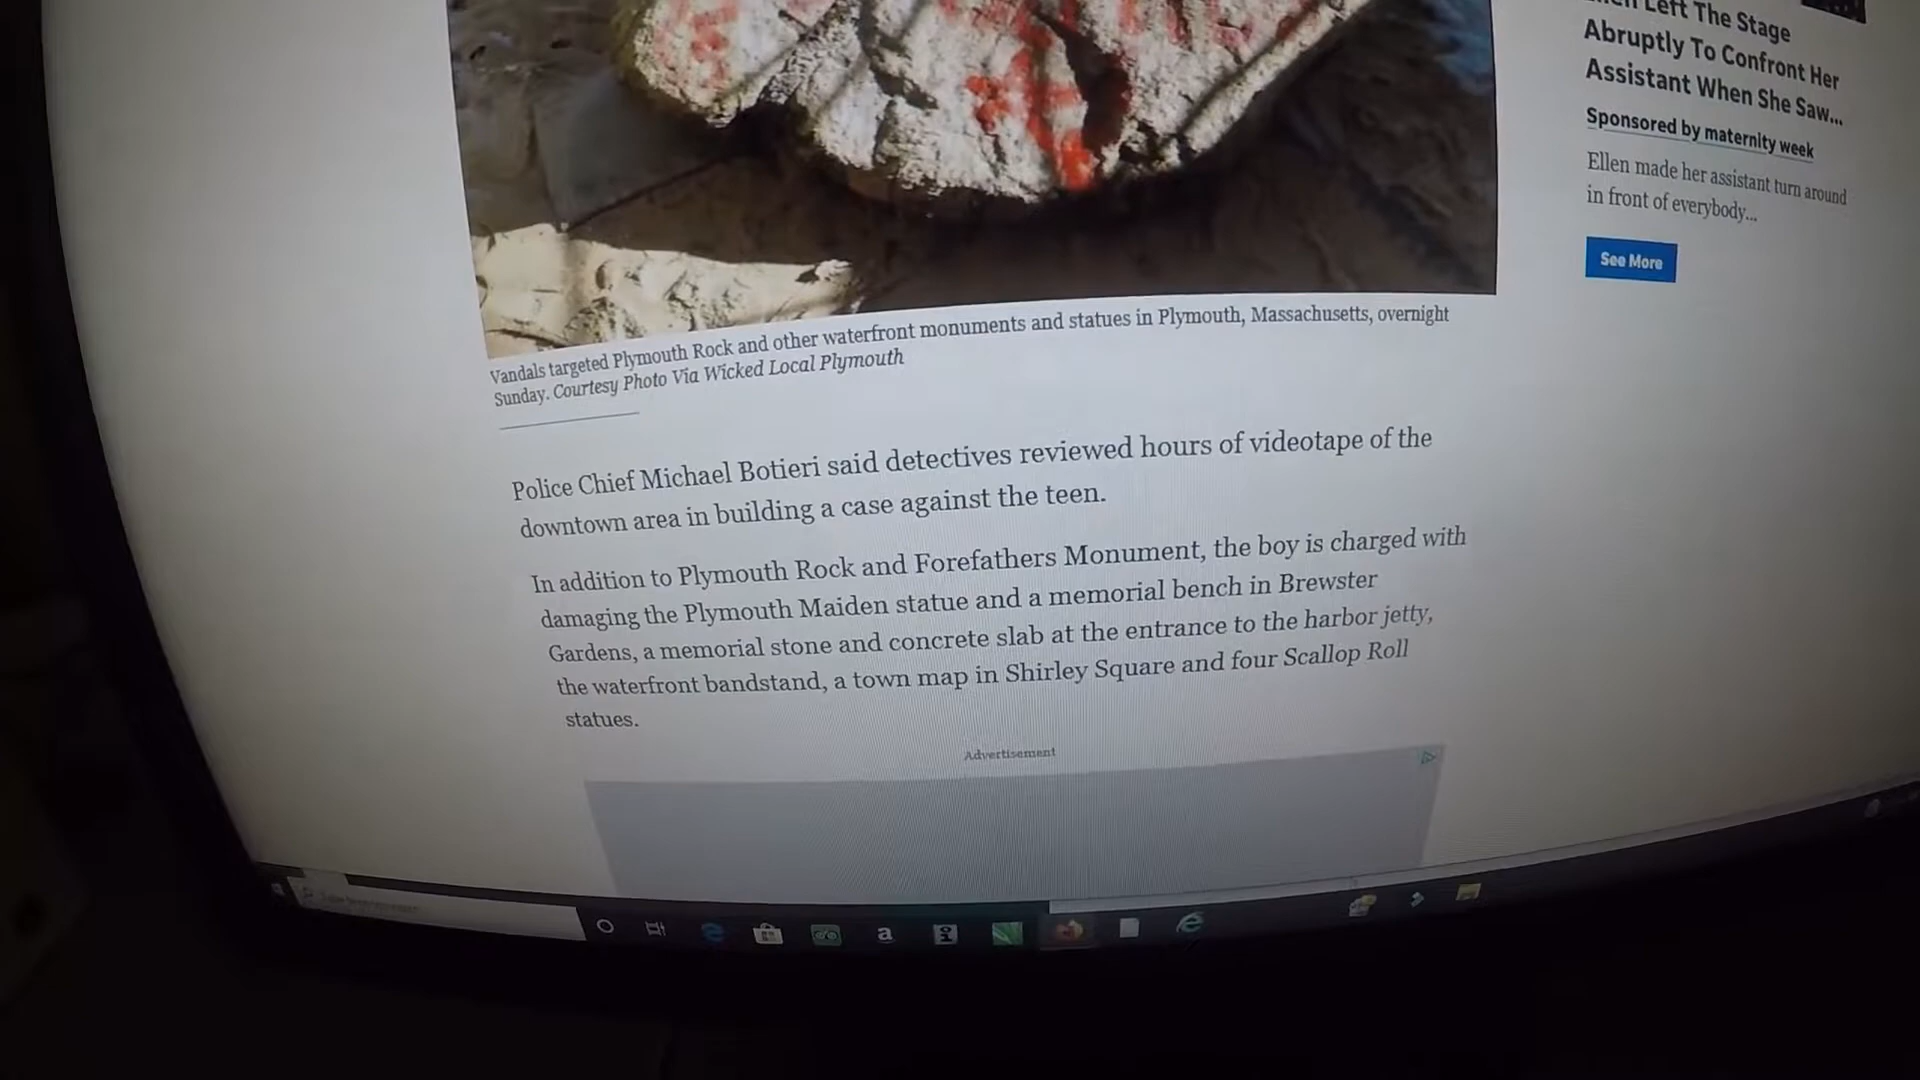 Left The Stage
Abruptly To Confront Her
Assistant When She Saw...
Sponsored by maternity week
Ellen made her assistant turn around
in front of everybody...
See More
Vandals targeted Plymouth Rock and other waterfront monuments and statues in Plymouth, Massachusetts, overnight
Sunday. Courtesy Photo Via Wicked Local Plymouth
Police Chief Michael Botieri said detectives reviewed hours of videotape of the
downtown area in building a case against the teen.
In addition to Plymouth Rock and Forefathers Monument, the boy is charged with
damaging the Plymouth Maiden statue and a memorial bench in Brewster
Gardens, a memorial stone and concrete slab at the entrance to the harbor jetty,
the waterfront bandstand, a town map in Shirley Square and four Scallop Roll
statues.
Advertisement
a